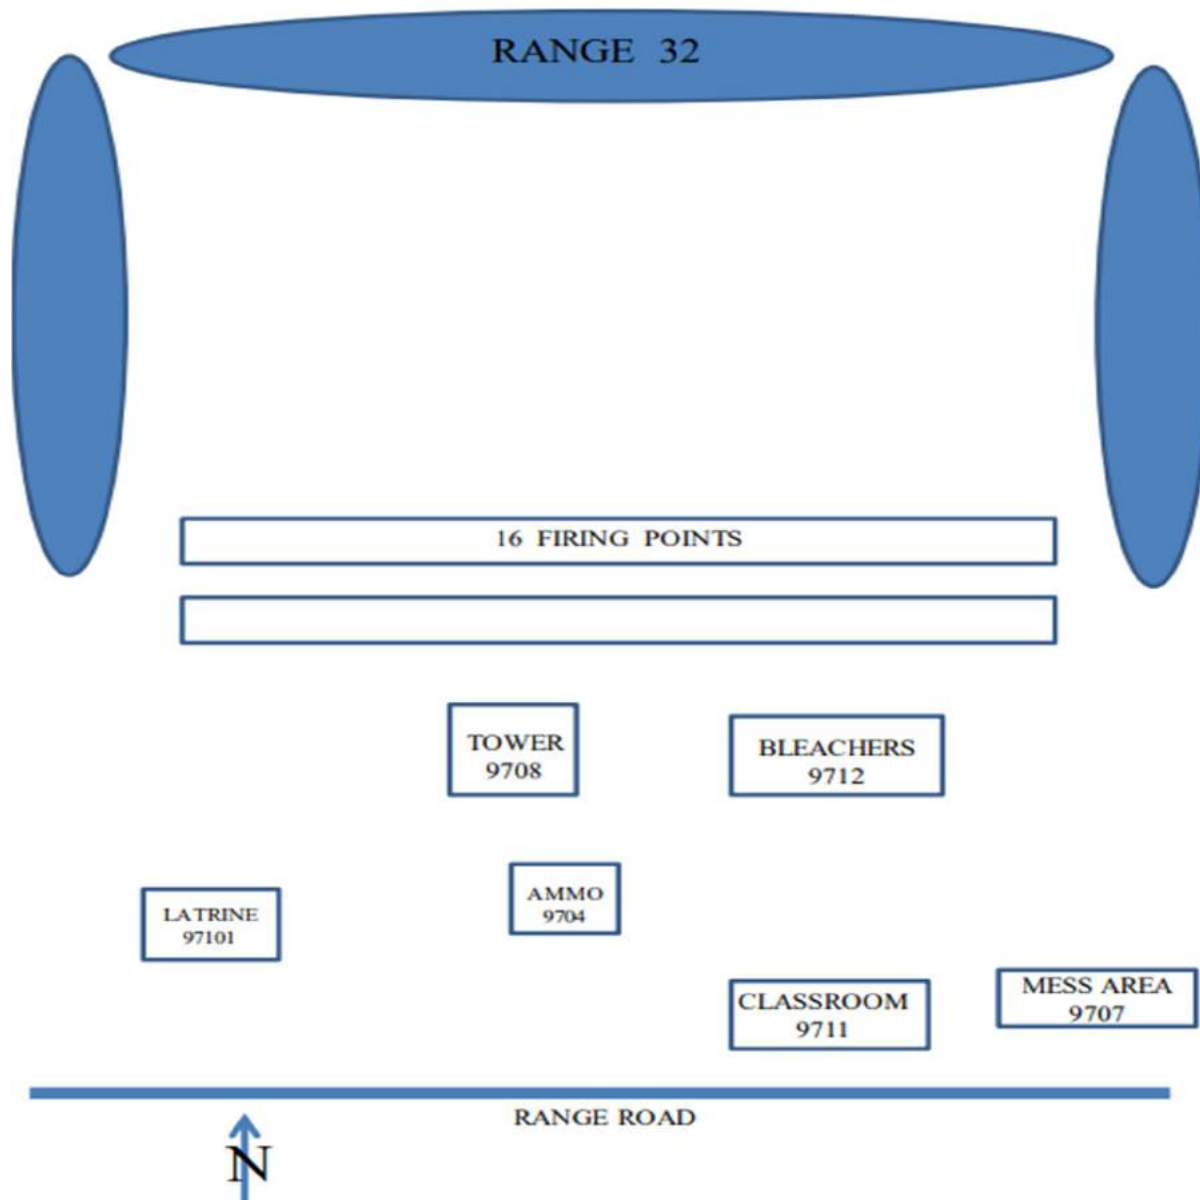 RANGE 32
16 FIRING POINTS
TOWER
9708
BLEACHERS
9712
LATRINE
97101
AMMO
9704
CLASSROOM
9711
MESS AREA
9707
RANGE ROAD
N